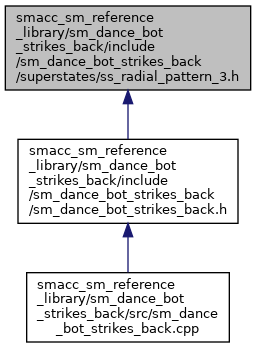 smacc_sm_reference
_library/sm_dance_bot
_strikes_back/include
/sm_dance_bot_strikes_back
/superstates/ss_radial_pattern_3.h
smacc_sm_reference
_library/sm_dance_bot
_strikes_back/include
/sm_dance_bot_strikes_back
/sm_dance_bot_strikes_back.h
smacc_sm_reference
_library/sm_dance_bot
_strikes_back/src/sm_dance
_bot_strikes_back.cpp